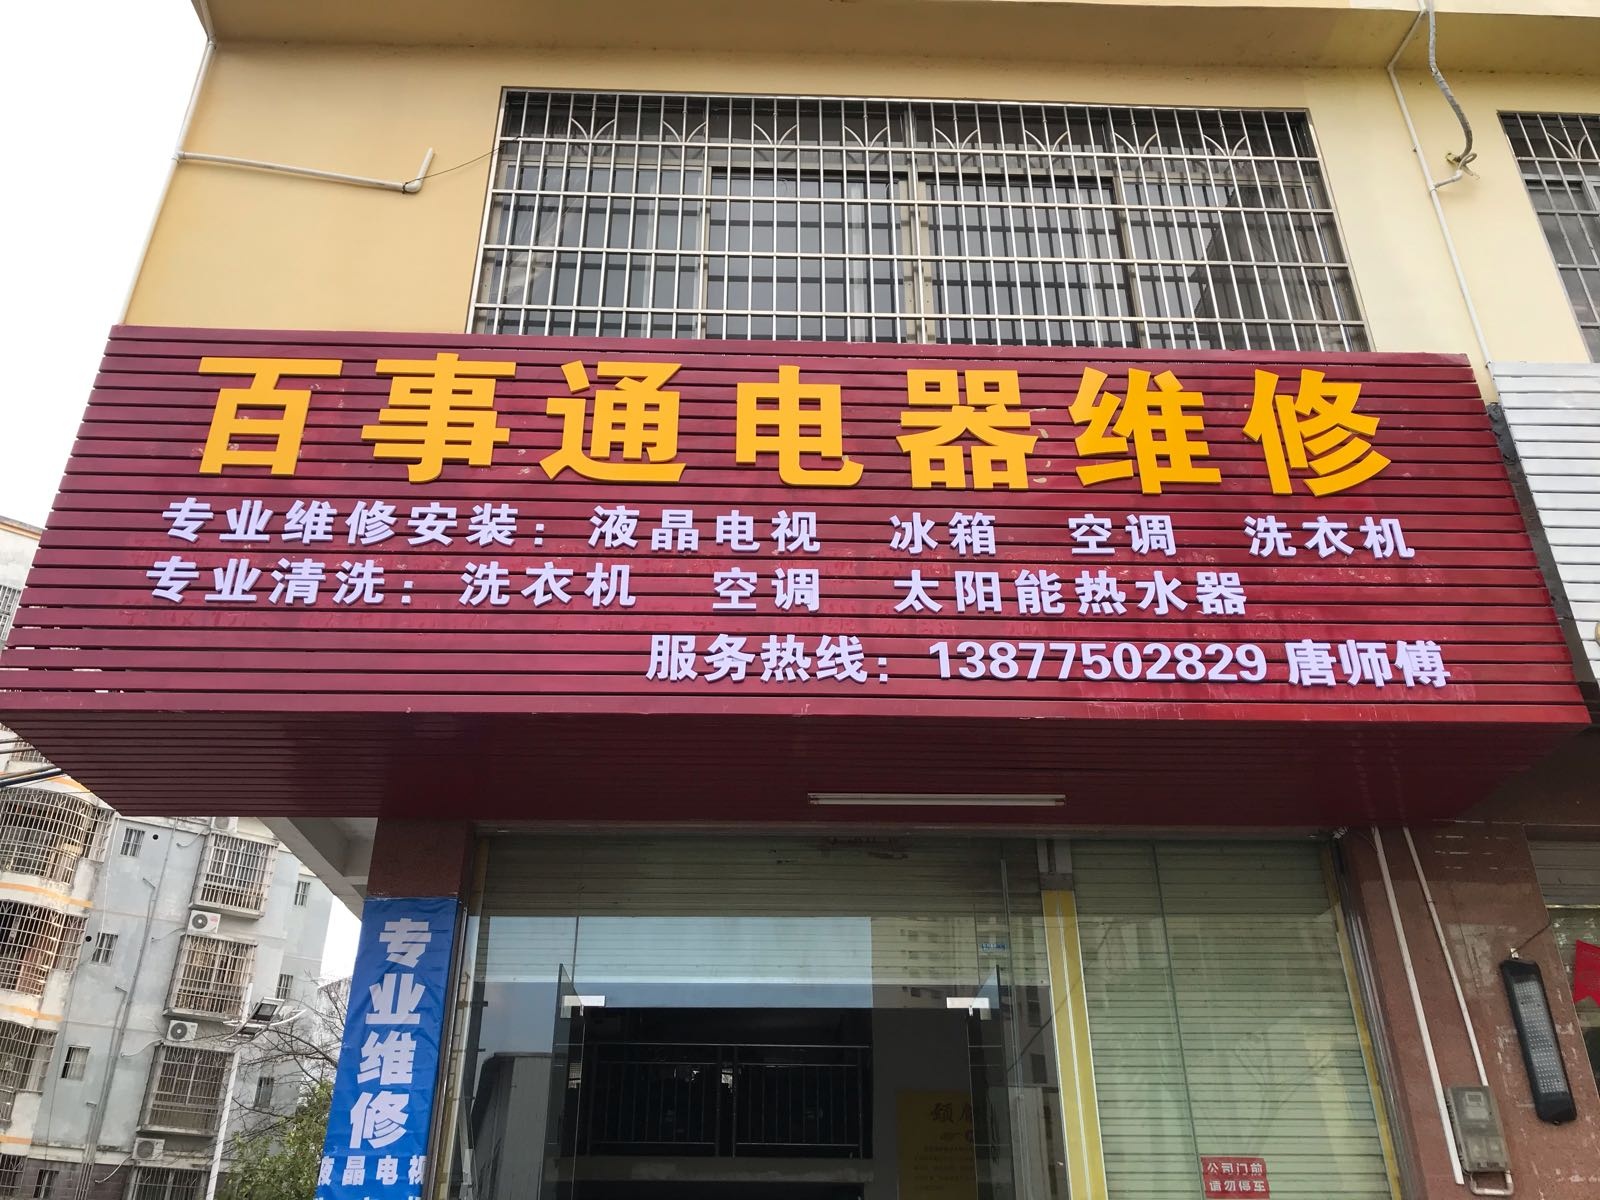 百事通电器维修
专业维修安装：液晶电视 冰箱 空调 洗衣机
专业清洗：洗衣机 空调 太阳能热水器
服务热线：13877502829 唐师傅
专业维修
液晶电视
公司门前
请勿停车